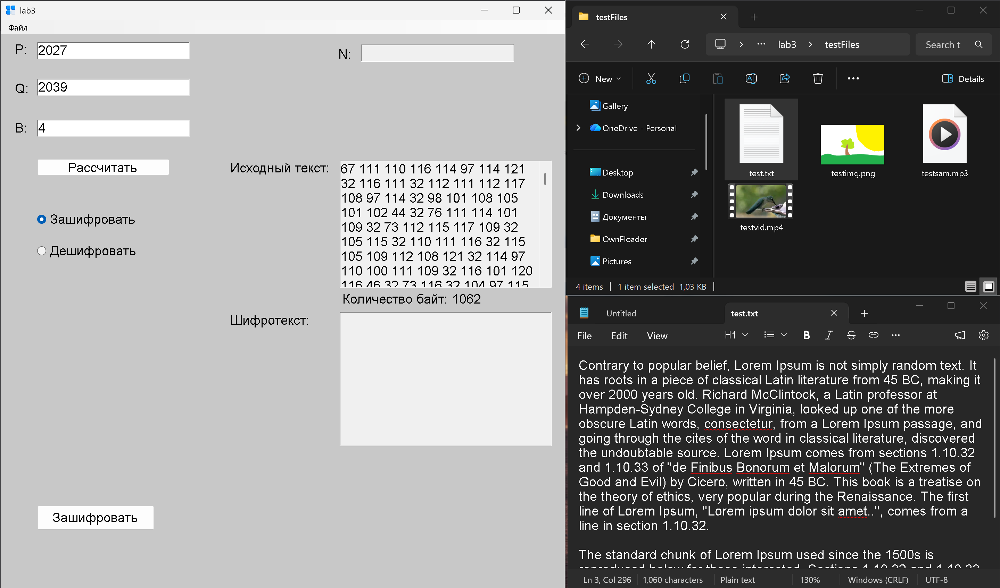 lab3
Файл
P: 2027
N:
Q: 2039
B: 4
Рассчитать
Исходный текст:
67 111 110 116 114 97 114 121
32 116 111 32 112 111 112 117
108 97 114 32 98 101 108 105
101 102 44 32 76 111 114 101
109 32 73 112 115 117 109 32
105 115 32 110 111 116 32 115
105 109 112 108 121 32 114 97
110 100 111 109 32 116 101 120
116 46 32 73 116 32 104 97 115
Зашифровать
Дешифровать
Количество байт: 1062
Шифротекст:
Зашифровать
testFiles
lab3 testFiles
Search t
New
Details
Gallery
OneDrive - Personal
Desktop
Downloads
Документы
OwnFloader
Pictures
test.txt
testimg.png
testsam.mp3
testvid.mp4
4 items 1 item selected 1,03 KB
Untitled
test.txt
File Edit View H1
Contrary to popular belief, Lorem Ipsum is not simply random text. It
has roots in a piece of classical Latin literature from 45 BC, making it
over 2000 years old. Richard McClintock, a Latin professor at
Hampden-Sydney College in Virginia, looked up one of the more
obscure Latin words, consectetur, from a Lorem Ipsum passage, and
going through the cites of the word in classical literature, discovered
the undoubtable source. Lorem Ipsum comes from sections 1.10.32
and 1.10.33 of "de Finibus Bonorum et Malorum" (The Extremes of
Good and Evil) by Cicero, written in 45 BC. This book is a treatise on
the theory of ethics, very popular during the Renaissance. The first
line of Lorem Ipsum, "Lorem ipsum dolor sit amet..", comes from a
line in section 1.10.32.
The standard chunk of Lorem Ipsum used since the 1500s is
reproduced below for those interested. Sections 1.10.32 and 1.10.33
Ln 3, Col 296 1,060 characters Plain text 130% Windows (CRLF) UTF-8